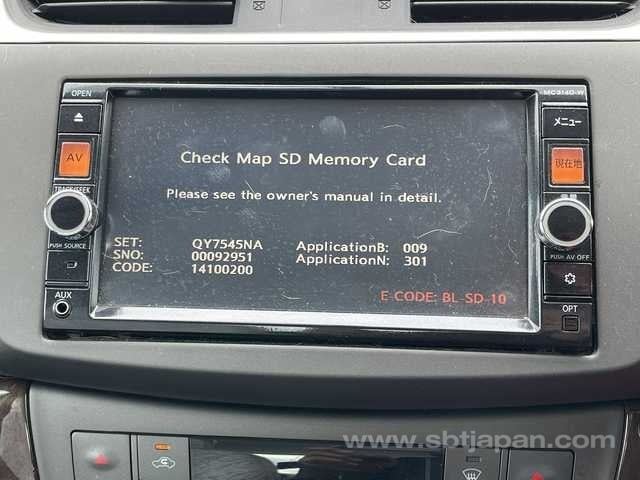 OPEN
MC314D-W
メニュー
AV
現在地
Check Map SD Memory Card
Please see the owner's manual in detail.
TRACK/SEEK
PUSH SOURCE
PUSH AV OFF
SET: QY7545NA
SNO: 00092951
CODE: 14100200
ApplicationB: 009
ApplicationN: 301
E-CODE: BL-SD-10
AUX
OPT
www.sbtjapan.com